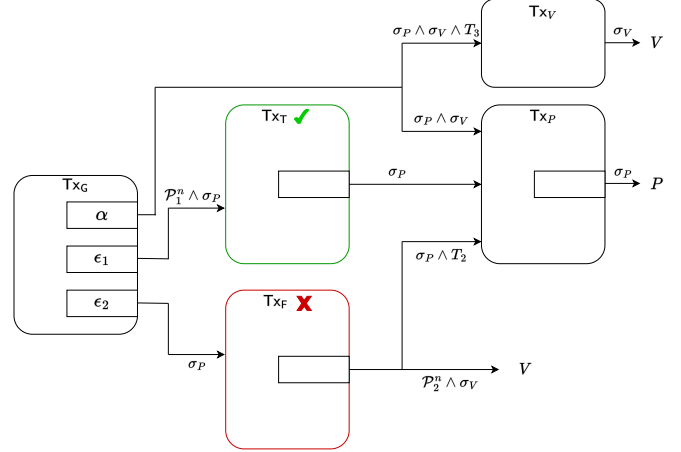 Tx_V
σ_P ∧ σ_V ∧ T_3
σ_V
V
Tx_T ✓
σ_P ∧ σ_V
Tx_P
σ_P
σ_P
P
Tx_G
𝒫_1^n ∧ σ_P
α
ϵ_1
σ_P ∧ T_2
ϵ_2
Tx_F ✗
σ_P
V
𝒫_2^n ∧ σ_V